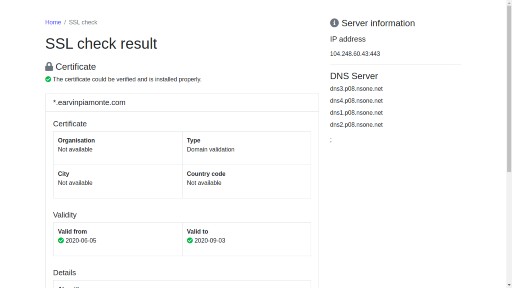 Home / SSL check
SSL check result
Certificate
The certificate could be verified and is installed properly.
*.earvinpiamonte.com
Certificate
Organisation
Not available
Type
Domain validation
City
Not available
Country code
Not available
Validity
Valid from
2020-06-05
Valid to
2020-09-03
Details
Server information
IP address
104.248.60.43:443
DNS Server
dns3.p08.nsone.net
dns4.p08.nsone.net
dns1.p08.nsone.net
dns2.p08.nsone.net
;